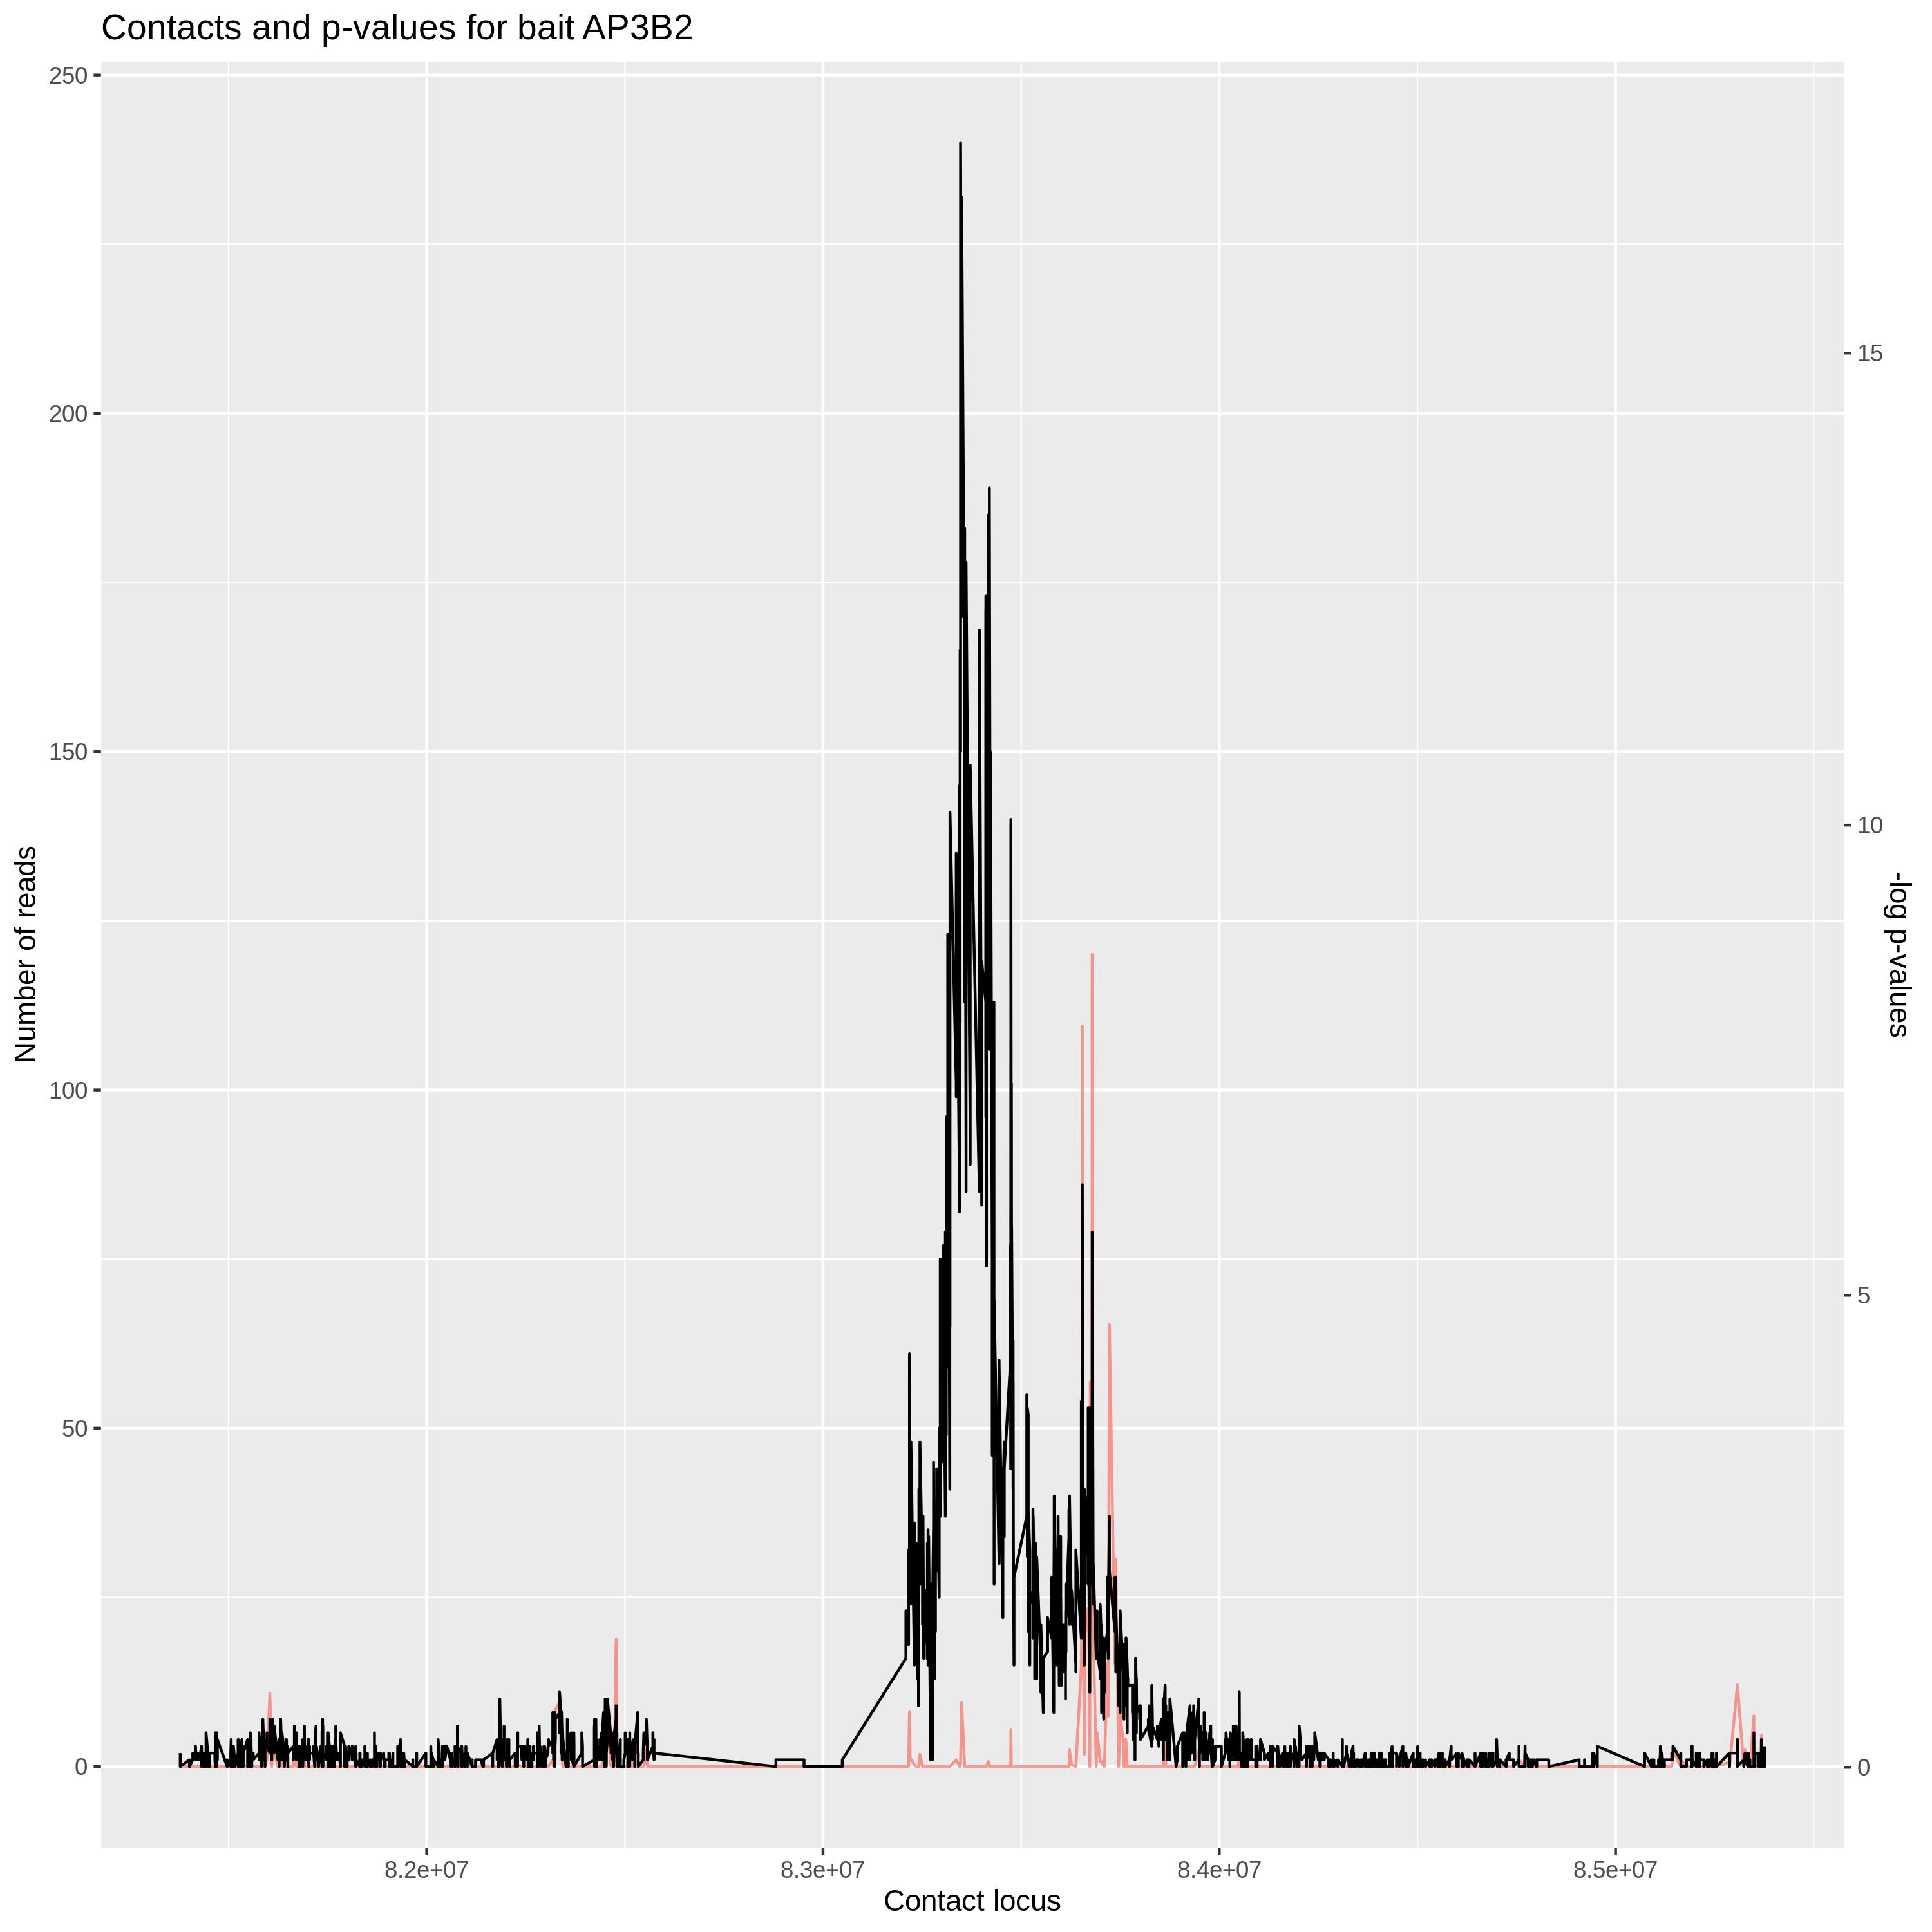 Contacts and p-values for bait AP3B2
250
200
150
100
50
0
Number of reads
15
10
5
0
-log p-values
8.2e+07
8.3e+07
8.4e+07
8.5e+07
Contact locus